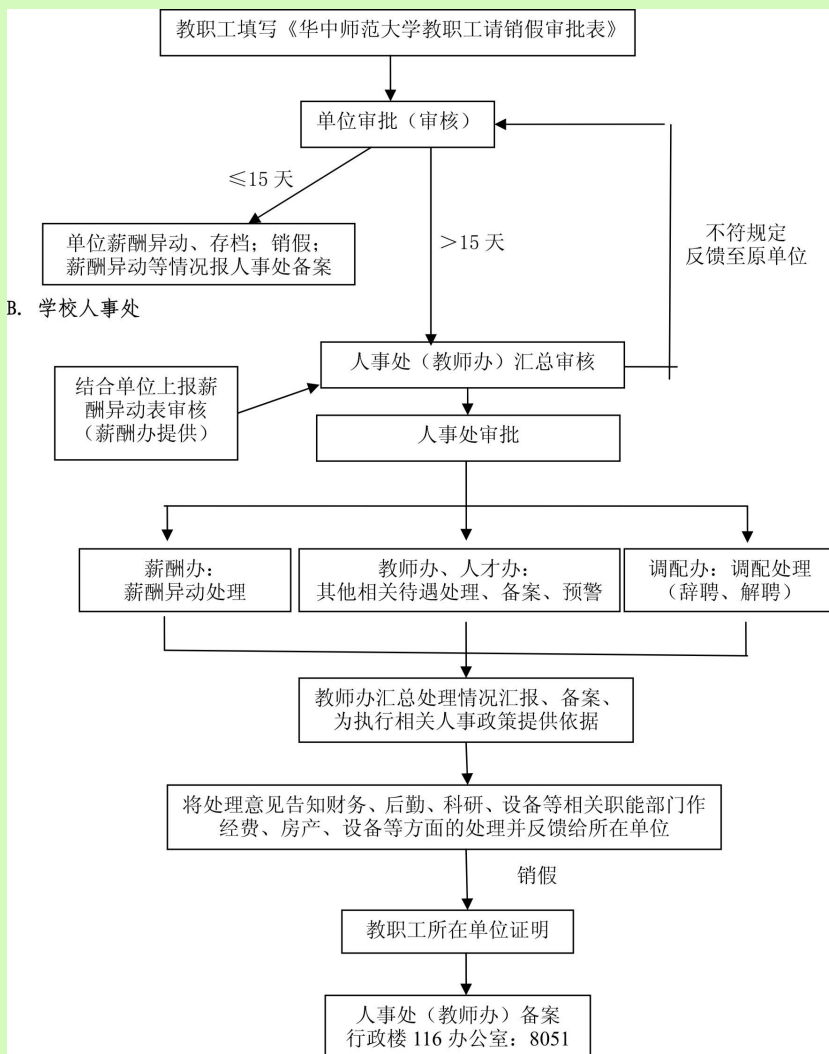 教职工填写《华中师范大学教职工请销假审批表》
单位审批（审核）
≤15 天
>15 天
不符规定
反馈至原单位
单位薪酬异动、存档；销假；
薪酬异动等情况报人事处备案
B. 学校人事处
人事处（教师办）汇总审核
结合单位上报薪
酬异动表审核
（薪酬办提供）
人事处审批
薪酬办：
薪酬异动处理
教师办、人才办：
其他相关待遇处理、备案、预警
调配办：调配处理
（辞聘、解聘）
教师办汇总处理情况汇报、备案、
为执行相关人事政策提供依据
将处理意见告知财务、后勤、科研、设备等相关职能部门作
经费、房产、设备等方面的处理并反馈给所在单位
销假
教职工所在单位证明
人事处（教师办）备案
行政楼 116 办公室：8051